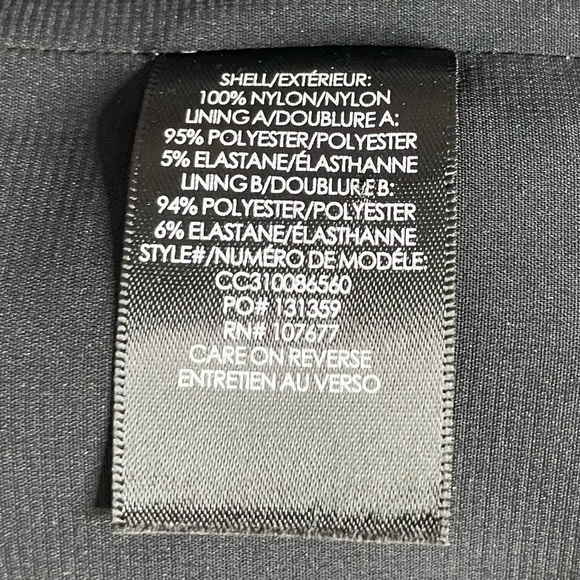 SHELL/EXTÉRIEUR:
100% NYLON/NYLON
LINING A/DOUBLURE A:
95% POLYESTER/POLYESTER
5% ELASTANE/ÉLASTHANNE
LINING B/DOUBLURE B:
94% POLYESTER/POLYESTER
6% ELASTANE/ÉLASTHANNE
STYLE#/NUMÉRO DE MODÈLE:
CC310086560
PO# 131359
RN# 107677
CARE ON REVERSE
ENTRETIEN AU VERSO